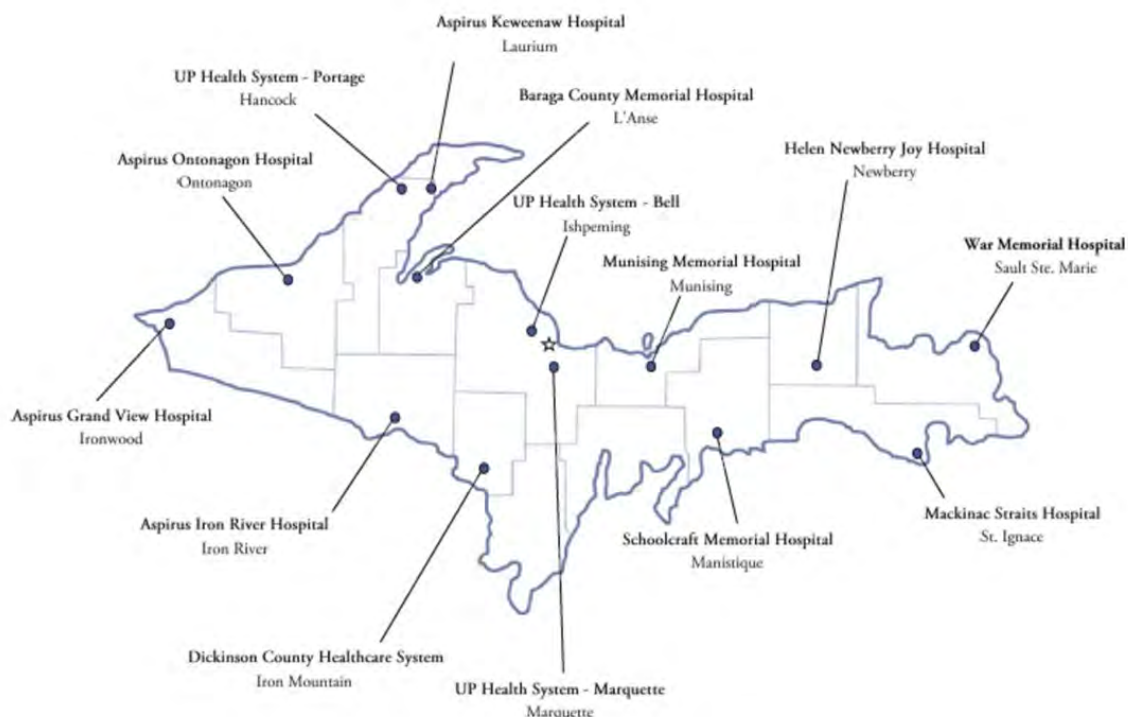 Aspirus Keweenaw Hospital
Laurium
UP Health System - Portage
Hancock
Baraga County Memorial Hospital
L'Anse
Aspirus Ontonagon Hospital
Ontonagon
Helen Newberry Joy Hospital
Newberry
UP Health System - Bell
Ishpeming
War Memorial Hospital
Sault Ste. Marie
Munising Memorial Hospital
Munising
Aspirus Grand View Hospital
Ironwood
Aspirus Iron River Hospital
Iron River
Schoolcraft Memorial Hospital
Manistique
Mackinac Straits Hospital
St. Ignace
Dickinson County Healthcare System
Iron Mountain
UP Health System - Marquette
Marquette